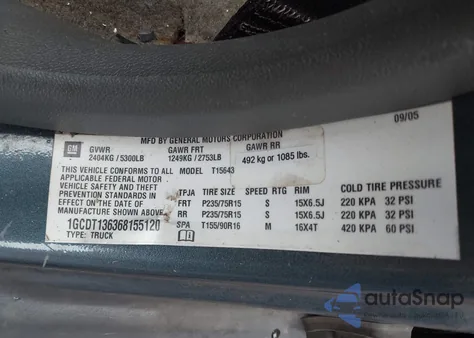 09/05
MFD BY GENERAL MOTORS CORPORATION
GM GVWR GAWR FRT GAWR RR
2404KG / 5300LB 1249KG / 2753LB 492 kg or 1085 lbs.
THIS VEHICLE CONFORMS TO ALL MODEL T15643
APPLICABLE FEDERAL MOTOR
VEHICLE SAFETY AND THEFT TFJA TIRE SIZE SPEED RTG RIM COLD TIRE PRESSURE
PREVENTION STANDARDS FRT P235/75R15 S 15X6.5J 220 KPA 32 PSI
IN EFFECT ON THE DATE OF RR P235/75R15 S 15X6.5J 220 KPA 32 PSI
MANUFACTURE SHOWN ABOVE. SPA T155/90R16 M 16X4T 420 KPA 60 PSI
1GCDT136368155120
TYPE: TRUCK
autoSnap